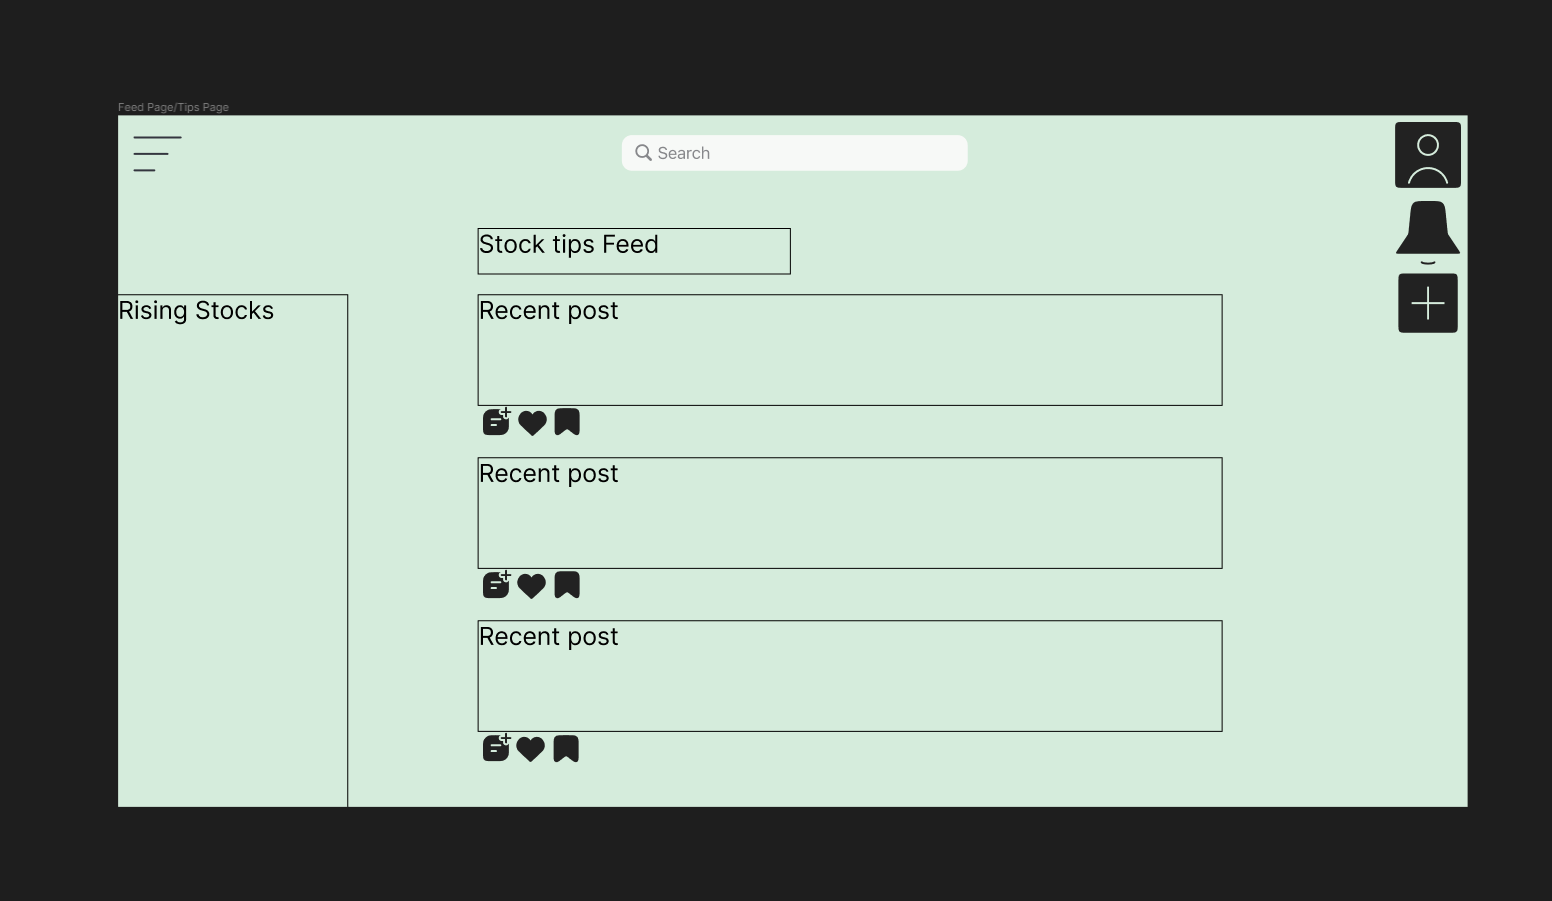 Feed Page/Tips Page
Search
Stock tips Feed
Rising Stocks
Recent post
Recent post
Recent post